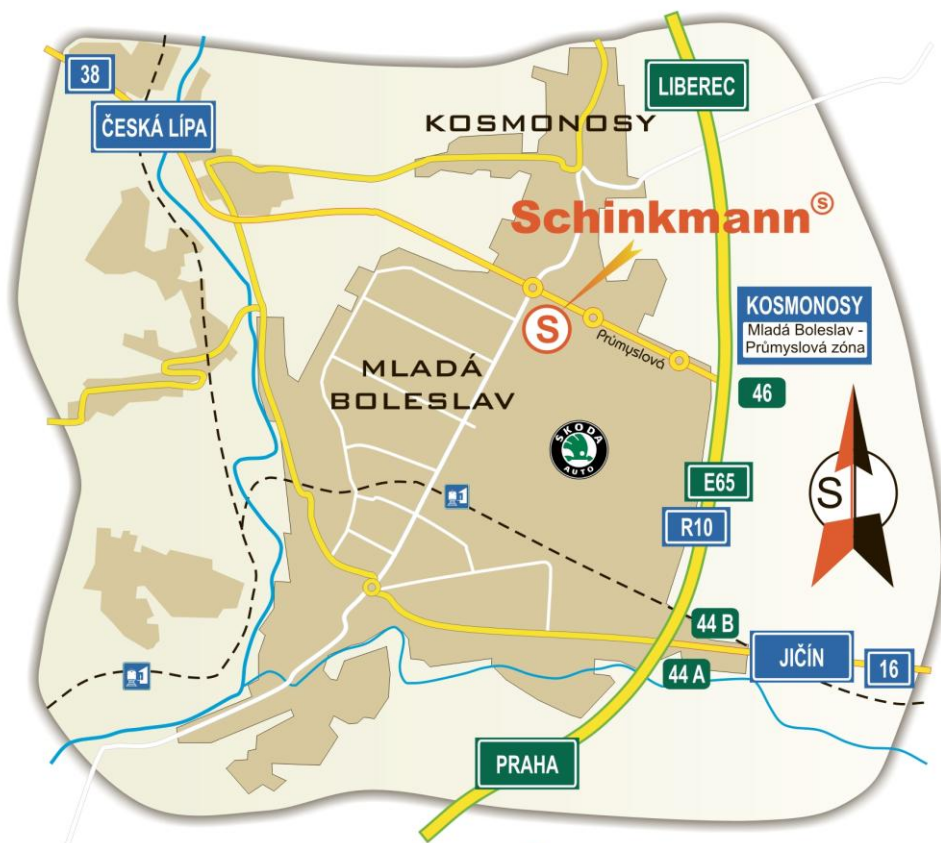 38
ČESKÁ LÍPA
LIBEREC
KOSMONOSY
Schinkmann S
S
Průmyslová
KOSMONOSY
Mladá Boleslav -
Průmyslová zóna
MLADÁ
BOLESLAV
46
ŠKODA
AUTO
E65
S
R10
44 B
JIČÍN
16
44 A
PRAHA